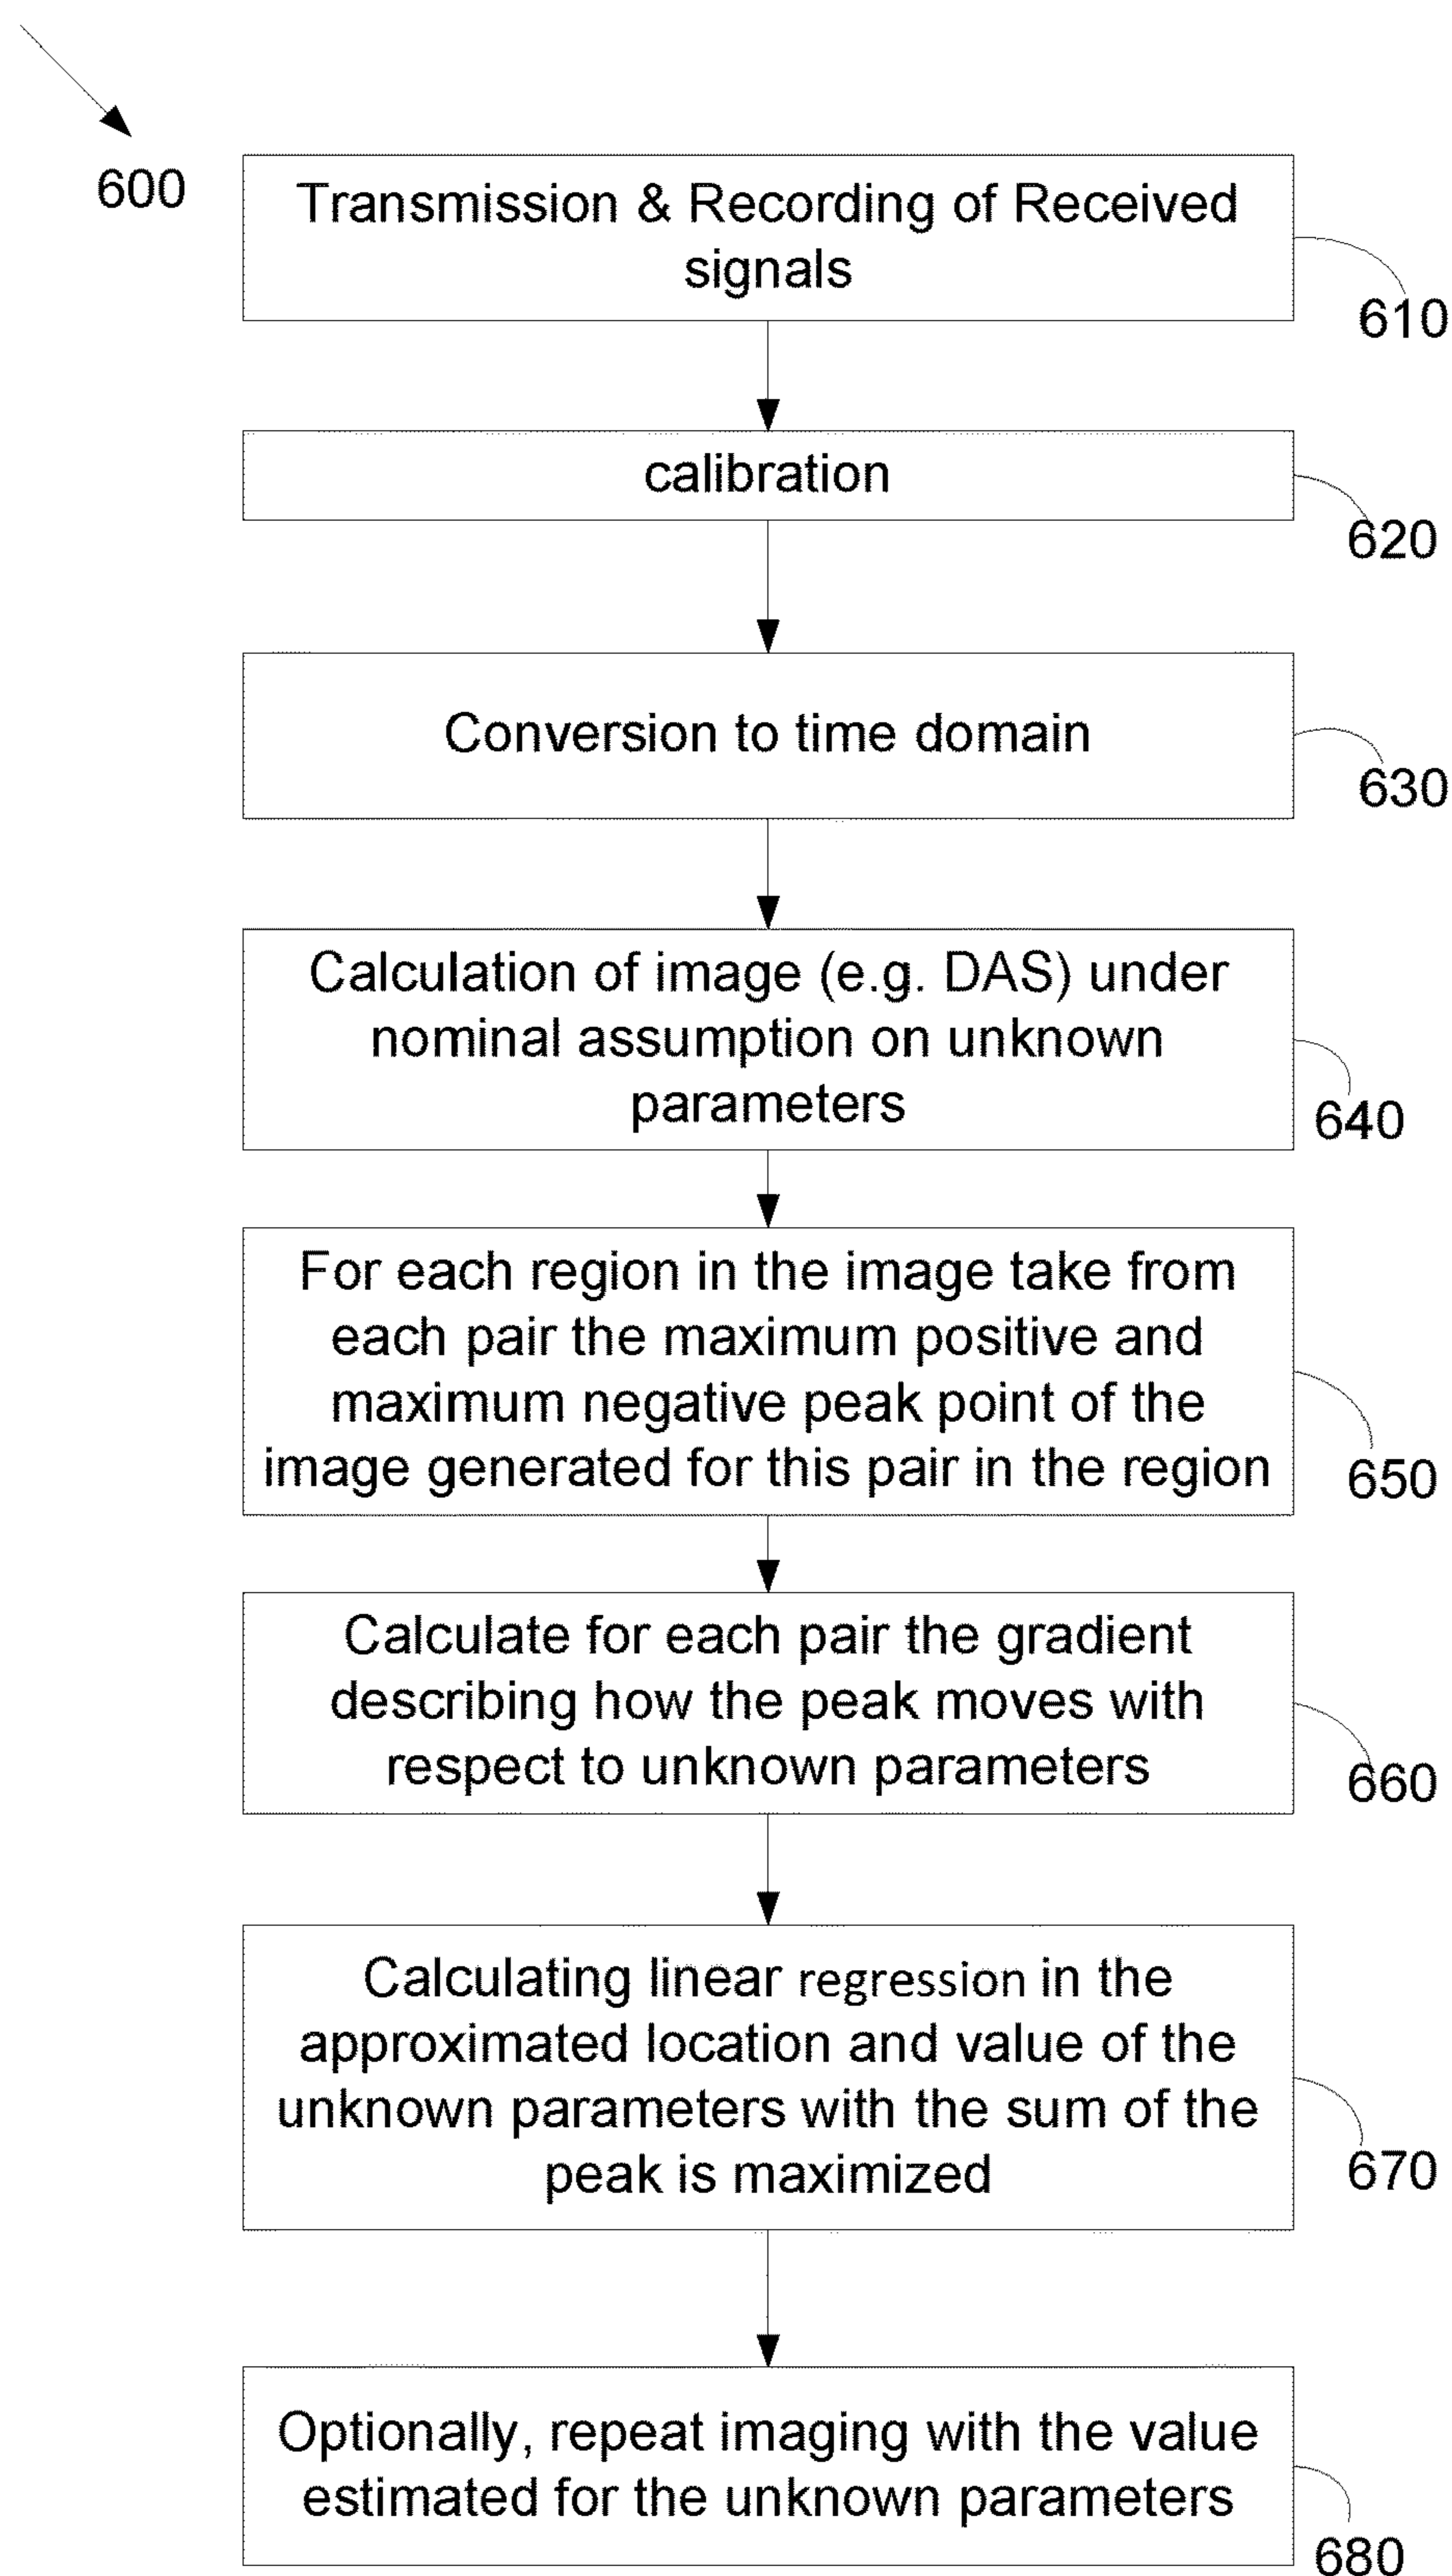 600
Transmission & Recording of Received
signals
610
calibration
620
Conversion to time domain
630
Calculation of image (e.g. DAS) under
nominal assumption on unknown
parameters
640
For each region in the image take from
each pair the maximum positive and
maximum negative peak point of the
image generated for this pair in the region
650
Calculate for each pair the gradient
describing how the peak moves with
respect to unknown parameters
660
Calculating linear regression in the
approximated location and value of the
unknown parameters with the sum of the
peak is maximized
670
Optionally, repeat imaging with the value
estimated for the unknown parameters
680